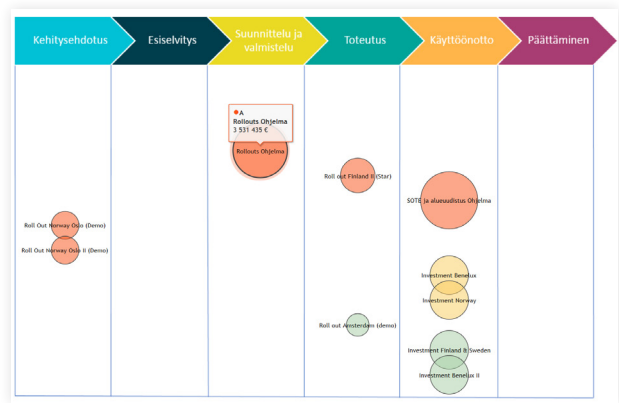 Kehitysehdotus
Esiselvitys
Suunnittelu ja
valmistelu
Toteutus
Käyttöönotto
Päättäminen
A
Rollouts Ohjelma
3 531 435 €
Rollouts Ohjelma
Roll out Finland II (Star)
SOTE ja alueuudistus Ohjelma
Roll Out Norway Oslo (Demo)
Roll Out Norway Oslo II (Demo)
Investment Benelux
Investment Norway
Roll out Amsterdam (demo)
Investment Finland & Sweden
Investment Benelux II